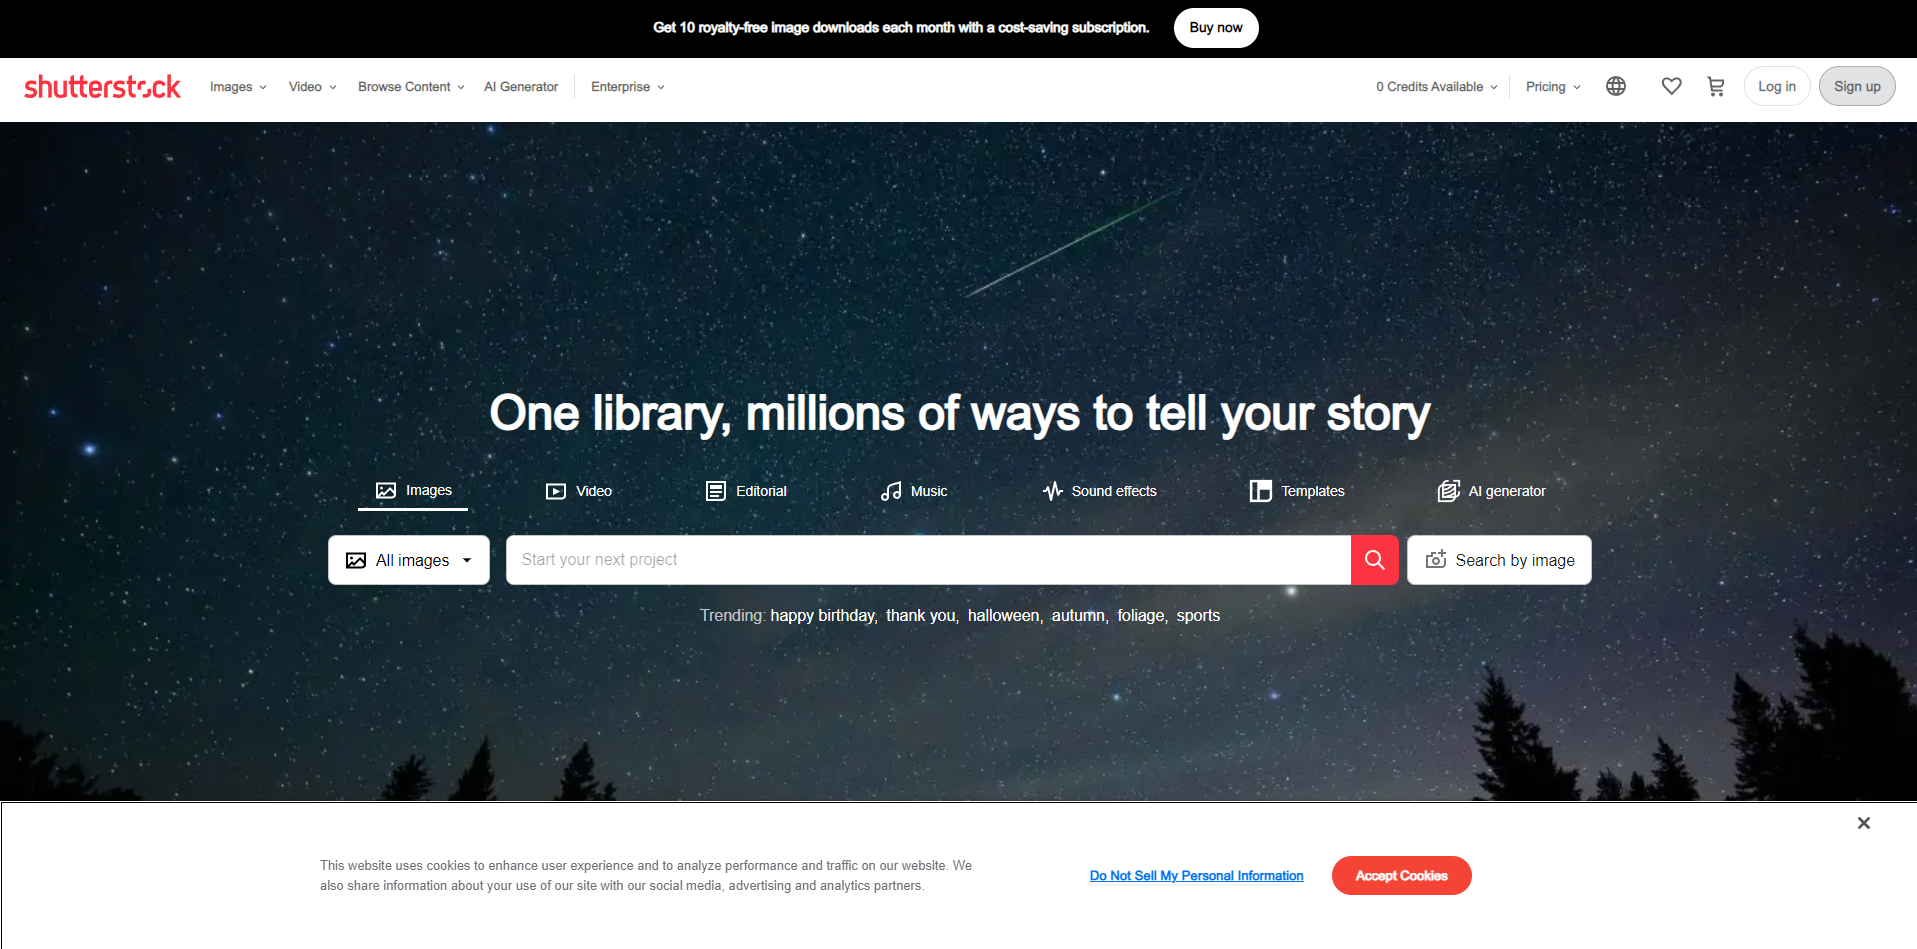 Get 10 royalty-free image downloads each month with a cost-saving subscription. Buy now
shutterstock Images Video Browse Content AI Generator Enterprise 0 Credits Available Pricing Log in Sign up
One library, millions of ways to tell your story
Images Video Editorial Music Sound effects Templates AI generator
All images Start your next project Search by image
Trending: happy birthday, thank you, halloween, autumn, foliage, sports
This website uses cookies to enhance user experience and to analyze performance and traffic on our website. We
also share information about your use of our site with our social media, advertising and analytics partners.
Do Not Sell My Personal Information Accept Cookies